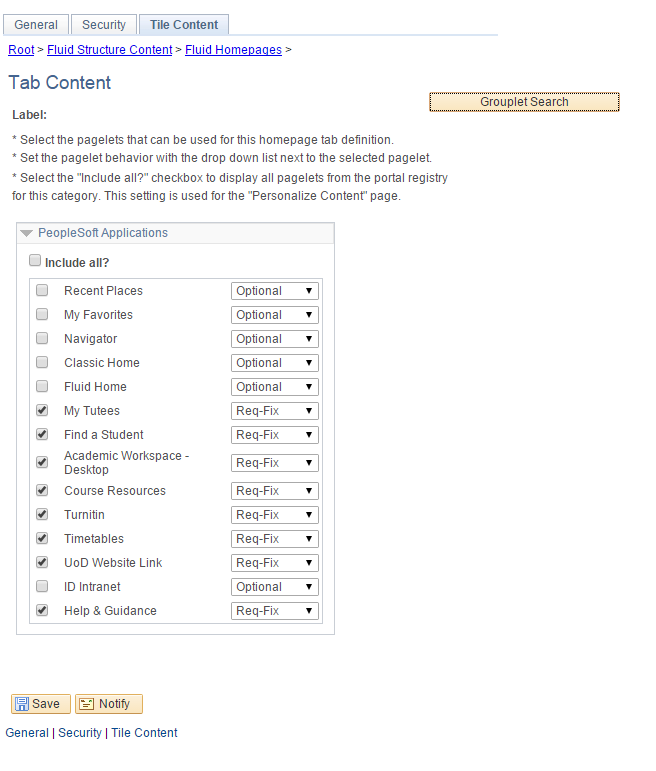 General Security Tile Content
Root > Fluid Structure Content > Fluid Homepages >
Tab Content
Grouplet Search
Label:
* Select the pagelets that can be used for this homepage tab definition.
* Set the pagelet behavior with the drop down list next to the selected pagelet.
* Select the "Include all?" checkbox to display all pagelets from the portal registry
for this category. This setting is used for the "Personalize Content" page.
PeopleSoft Applications
Include all?
Recent Places Optional
My Favorites Optional
Navigator Optional
Classic Home Optional
Fluid Home Optional
My Tutees Req-Fix
Find a Student Req-Fix
Academic Workspace -
Desktop Req-Fix
Course Resources Req-Fix
Turnitin Req-Fix
Timetables Req-Fix
UoD Website Link Req-Fix
ID Intranet Optional
Help & Guidance Req-Fix
Save Notify
General | Security | Tile Content